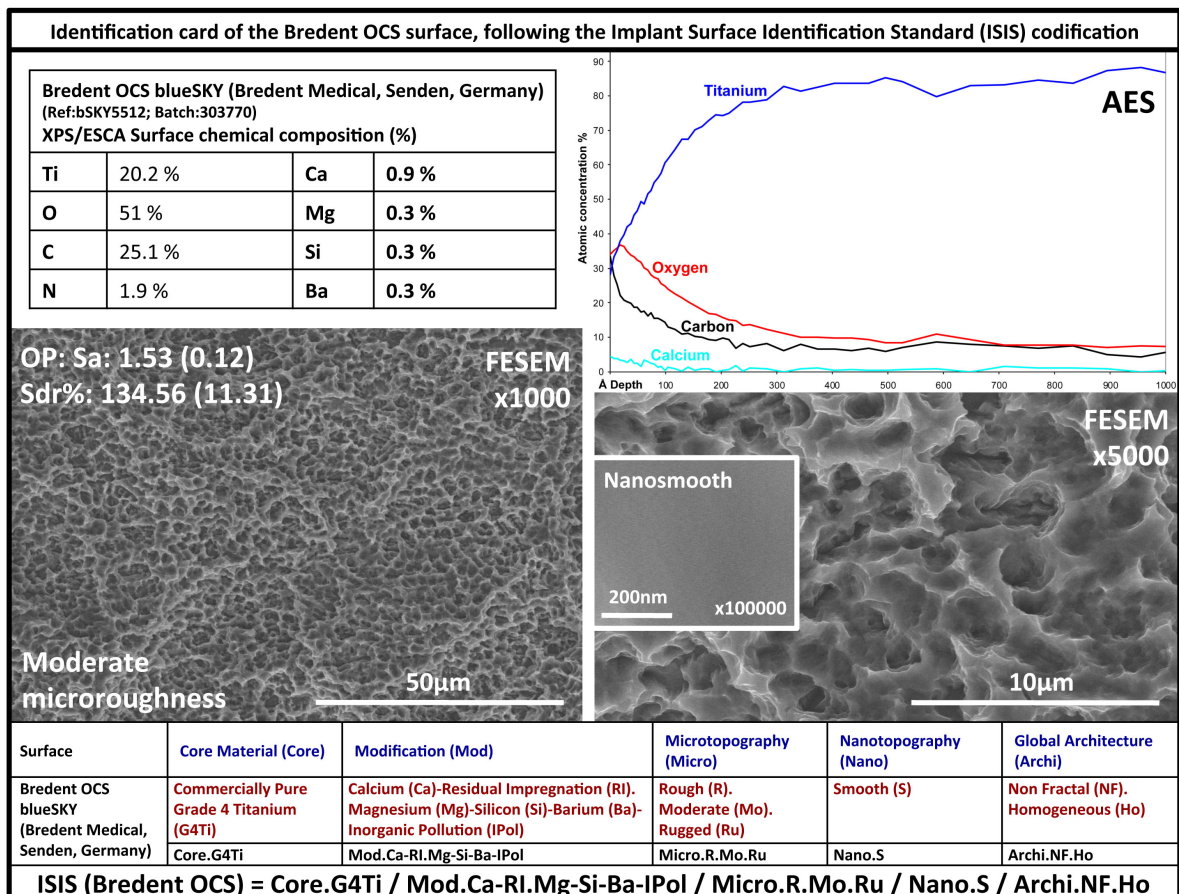 Identification card of the Bredent OCS surface, following the Implant Surface Identification Standard (ISIS) codification
Bredent OCS blueSKY (Bredent Medical, Senden, Germany)
(Ref:bSKY5512; Batch:303770)
XPS/ESCA Surface chemical composition (%)
Ti 20.2 % Ca 0.9 %
O 51 % Mg 0.3 %
C 25.1 % Si 0.3 %
N 1.9 % Ba 0.3 %
AES
Atomic concentration %
90
80
70
60
50
40
30
20
10
0
Titanium
Oxygen
Carbon
Calcium
Å Depth 100 200 300 400 500 600 700 800 900 1000
OP: Sa: 1.53 (0.12)
Sdr%: 134.56 (11.31)
FESEM
x1000
Moderate
microroughness
50µm
FESEM
x5000
Nanosmooth
200nm
x100000
10µm
Surface
Core Material (Core)
Modification (Mod)
Microtopography
(Micro)
Nanotopography
(Nano)
Global Architecture
(Archi)
Bredent OCS
blueSKY
(Bredent Medical,
Senden, Germany)
Commercially Pure
Grade 4 Titanium
(G4Ti)
Calcium (Ca)-Residual Impregnation (RI).
Magnesium (Mg)-Silicon (Si)-Barium (Ba)-
Inorganic Pollution (IPol)
Rough (R).
Moderate (Mo).
Rugged (Ru)
Smooth (S)
Non Fractal (NF).
Homogeneous (Ho)
Core.G4Ti
Mod.Ca-RI.Mg-Si-Ba-IPol
Micro.R.Mo.Ru
Nano.S
Archi.NF.Ho
ISIS (Bredent OCS) = Core.G4Ti / Mod.Ca-RI.Mg-Si-Ba-IPol / Micro.R.Mo.Ru / Nano.S / Archi.NF.Ho